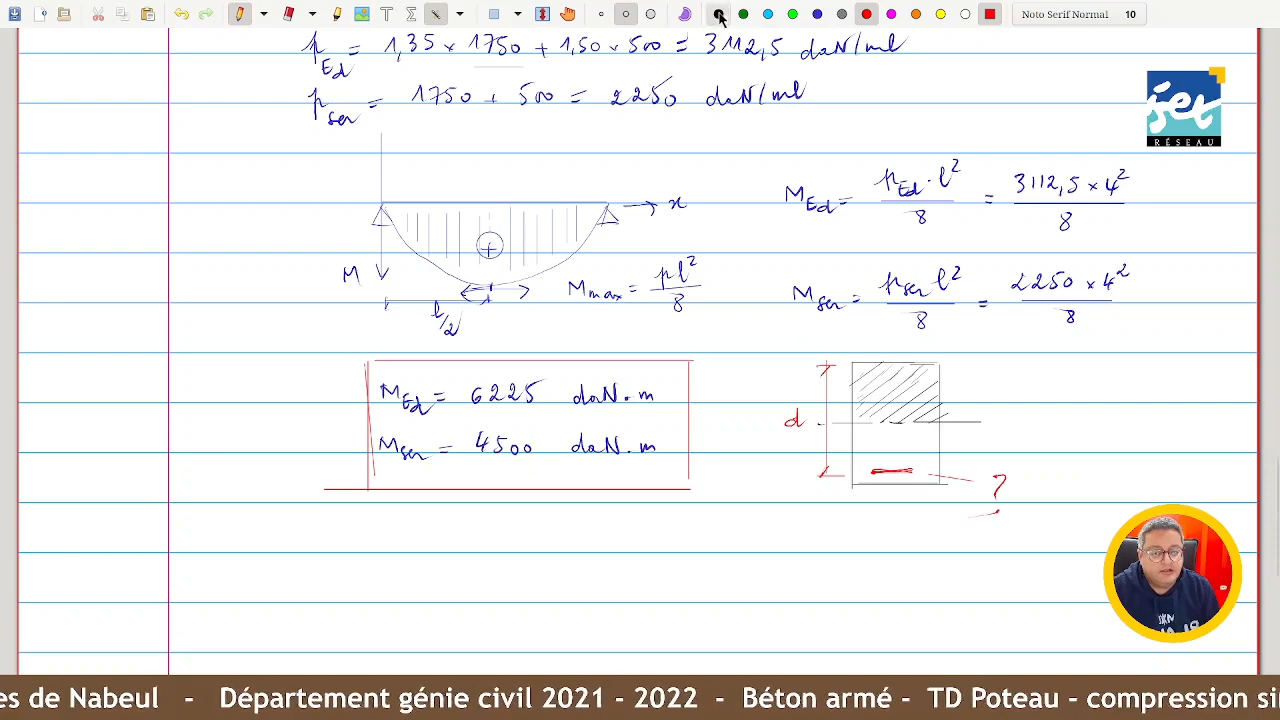 Noto Serif Normal 10
p_Ed = 1,35 × 1750 + 1,50 × 500 = 3112,5 daN/ml
p_ser = 1750 + 500 = 2250 daN/ml
iset
RÉSEAU
M_Ed = p_Ed · l² / 8 = 3112,5 × 4² / 8
x
+
M
M_max = pl² / 8
l/2
M_ser = p_ser l² / 8 = 2250 × 4² / 8
M_Ed = 6225 daN.m
M_ser = 4500 daN.m
d
?
es de Nabeul - Département génie civil 2021 - 2022 - Béton armé - TD Poteau - compression si